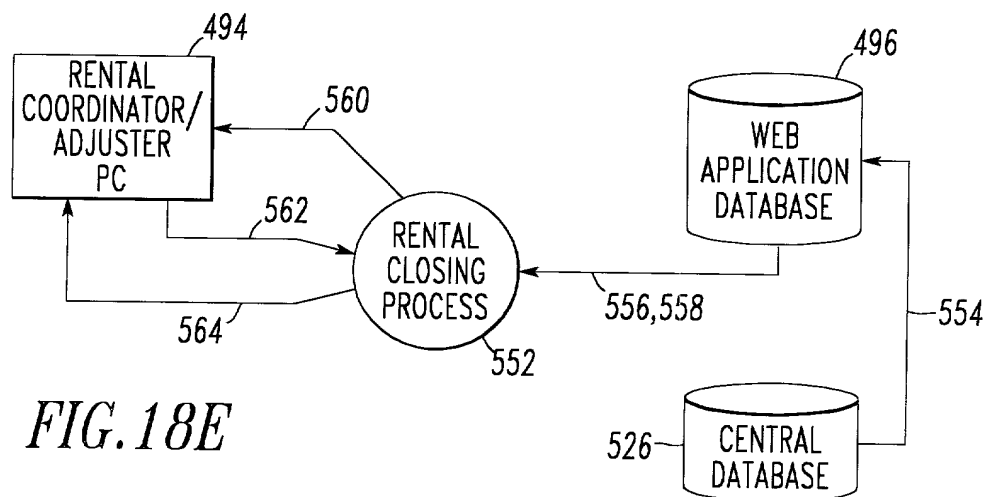 494
RENTAL
COORDINATOR/
ADJUSTER
PC
560
562
564
RENTAL
CLOSING
PROCESS
552
556,558
496
WEB
APPLICATION
DATABASE
554
526
CENTRAL
DATABASE
FIG.18E